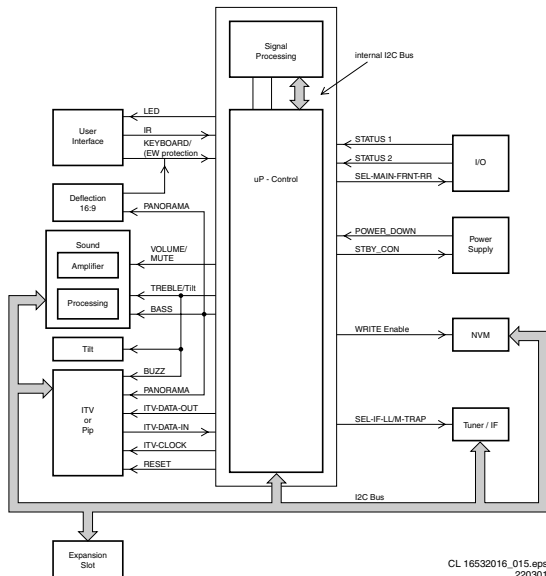 Signal
Processing
internal I2C Bus
LED
IR
KEYBOARD/
(EW protection
User
Interface
uP - Control
STATUS 1
STATUS 2
SEL-MAIN-FRNT-RR
I/O
Deflection
16:9
PANORAMA
Sound
Amplifier
Processing
VOLUME/
MUTE
TREBLE/Tilt
BASS
POWER_DOWN
STBY_CON
Power
Supply
WRITE Enable
NVM
Tilt
BUZZ
PANORAMA
ITV-DATA-OUT
ITV-DATA-IN
ITV-CLOCK
RESET
ITV
or
Pip
SEL-IF-LL/M-TRAP
Tuner / IF
I2C Bus
Expansion
Slot
CL 16532016_015.eps
220301